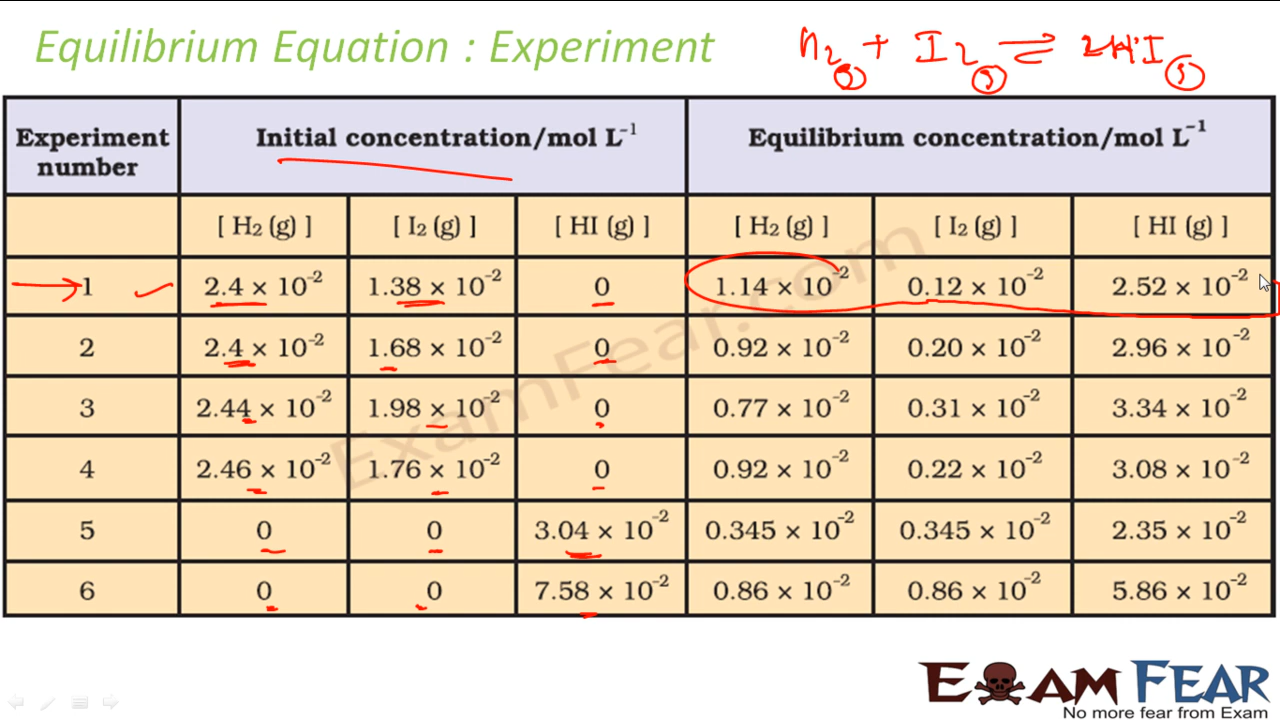 Equilibrium Equation : Experiment
H₂(g) + I₂(g) ⇌ 2HI(g)
Experiment number Initial concentration/mol L⁻¹ Equilibrium concentration/mol L⁻¹
[ H₂ (g) ] [ I₂ (g) ] [ HI (g) ] [ H₂ (g) ] [ I₂ (g) ] [ HI (g) ]
1 2.4 × 10⁻² 1.38 × 10⁻² 0 1.14 × 10⁻² 0.12 × 10⁻² 2.52 × 10⁻²
2 2.4 × 10⁻² 1.68 × 10⁻² 0 0.92 × 10⁻² 0.20 × 10⁻² 2.96 × 10⁻²
3 2.44 × 10⁻² 1.98 × 10⁻² 0 0.77 × 10⁻² 0.31 × 10⁻² 3.34 × 10⁻²
4 2.46 × 10⁻² 1.76 × 10⁻² 0 0.92 × 10⁻² 0.22 × 10⁻² 3.08 × 10⁻²
5 0 0 3.04 × 10⁻² 0.345 × 10⁻² 0.345 × 10⁻² 2.35 × 10⁻²
6 0 0 7.58 × 10⁻² 0.86 × 10⁻² 0.86 × 10⁻² 5.86 × 10⁻²
ExamFear.com
EXAM FEAR
No more fear from Exam